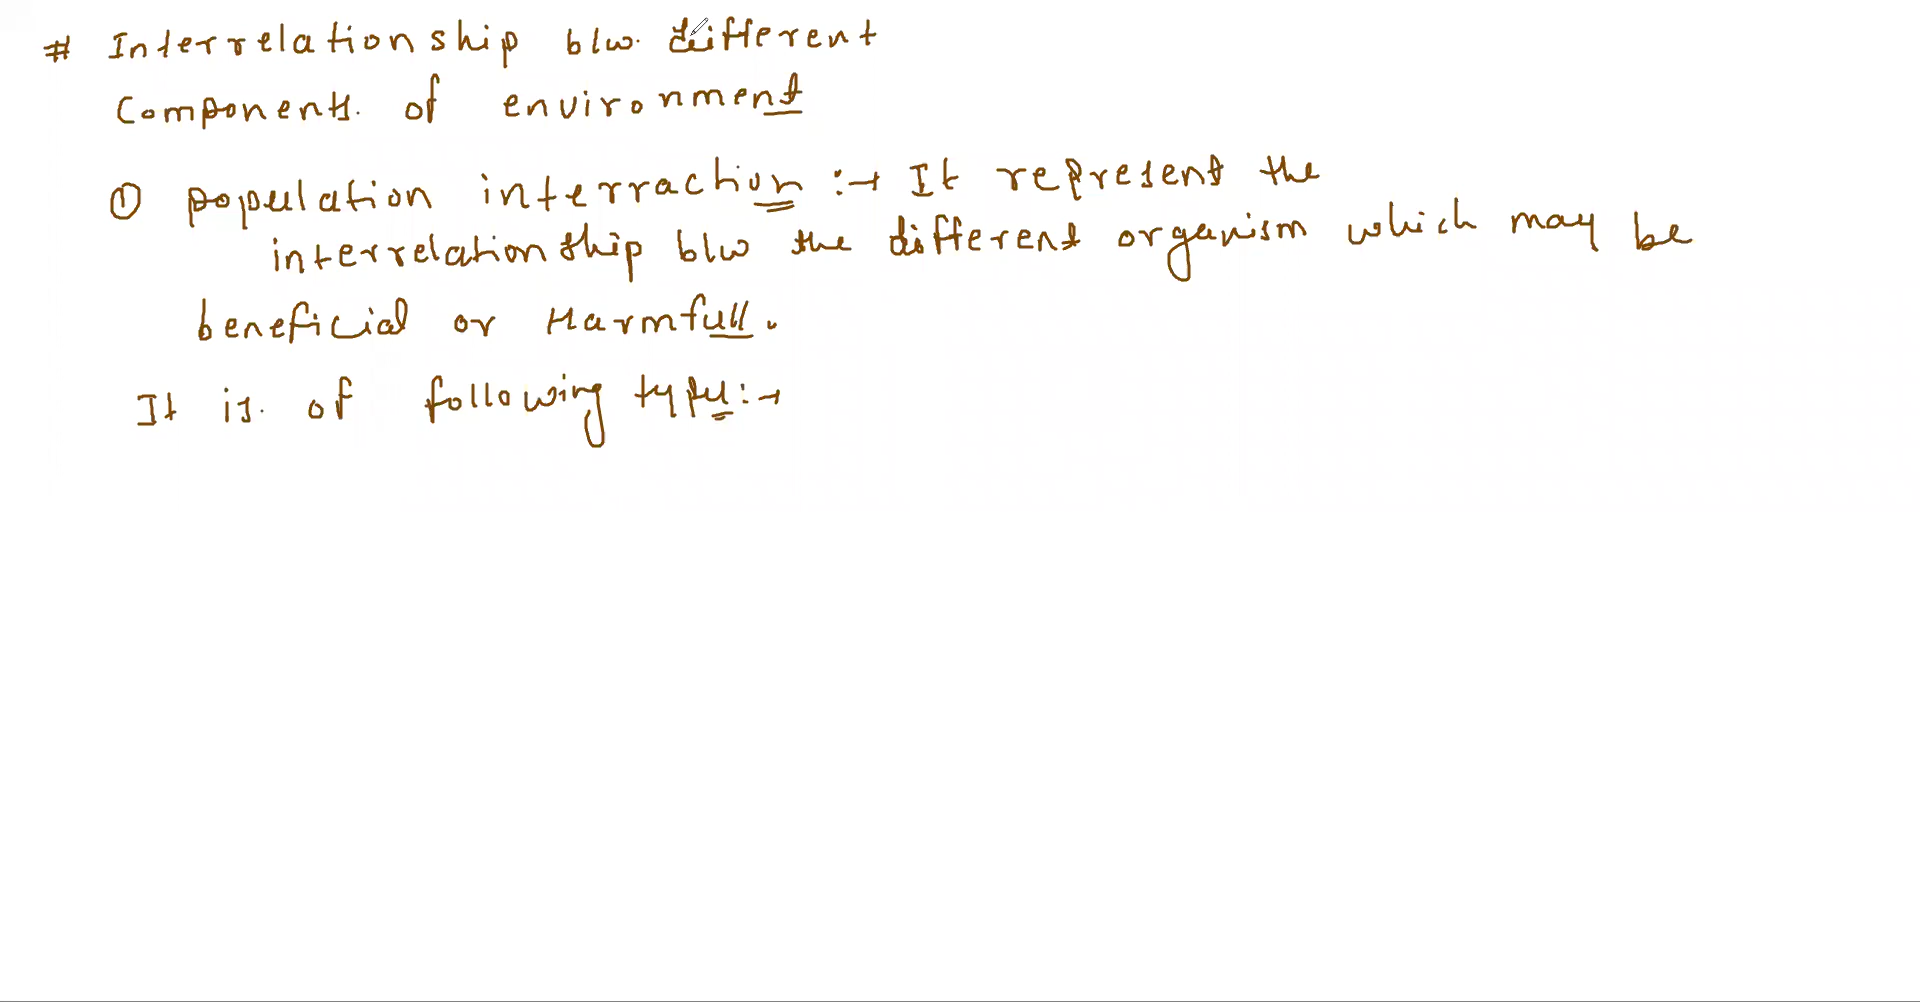 # Interrelationship b/w. different
Components. of environment
① population interraction :→ It represent the
interrelationship b/w the different organism which may be
beneficial or Harmfull.
It is. of following type:→